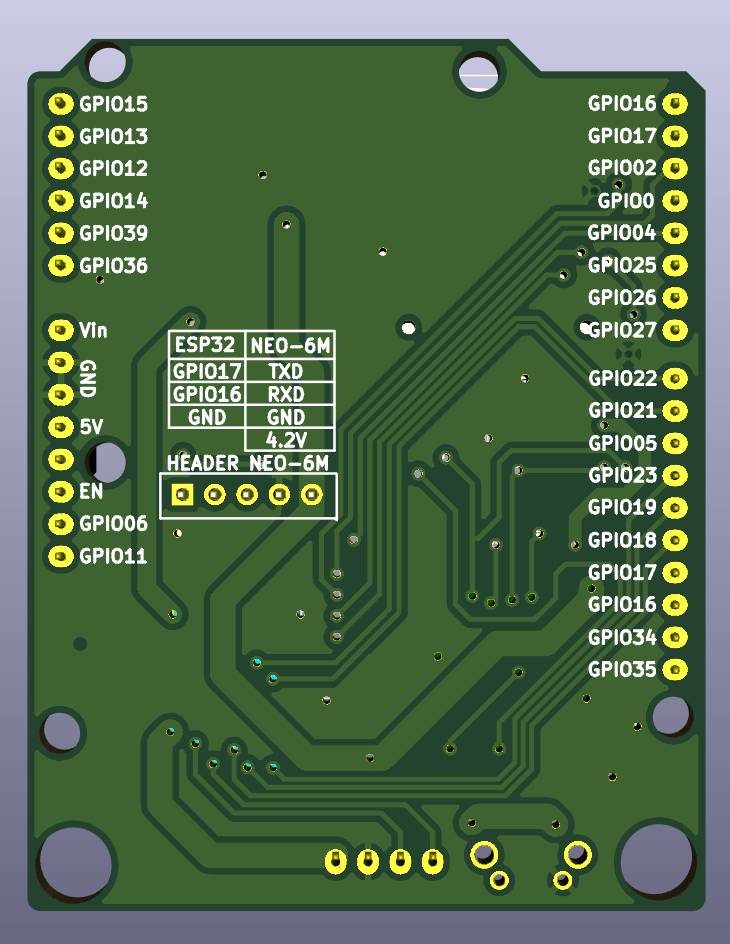 GPIO15
GPIO13
GPIO12
GPIO14
GPIO39
GPIO36
Vin
GND
5V
EN
GPIO06
GPIO11
ESP32 NEO-6M
GPIO17 TXD
GPIO16 RXD
GND GND
4.2V
HEADER NEO-6M
GPIO16
GPIO17
GPIO02
GPIO0
GPIO04
GPIO25
GPIO26
GPIO27
GPIO22
GPIO21
GPIO05
GPIO23
GPIO19
GPIO18
GPIO17
GPIO16
GPIO34
GPIO35